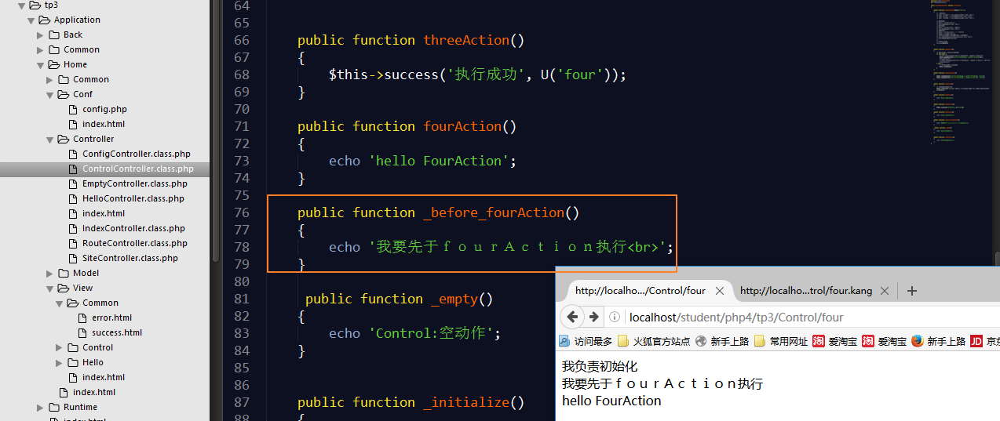 tp3
Application
Back
Common
Home
Common
Conf
config.php
index.html
Controller
ConfigController.class.php
ControlController.class.php
EmptyController.class.php
HelloController.class.php
index.html
IndexController.class.php
RouteController.class.php
SiteController.class.php
Model
View
Common
error.html
success.html
Control
Hello
index.html
index.html
Runtime
index.html
64
65
66 public function threeAction()
67 {
68 $this->success('执行成功', U('four'));
69 }
70
71 public function fourAction()
72 {
73 echo 'hello FourAction';
74 }
75
76 public function _before_fourAction()
77 {
78 echo '我要先于ｆｏｕｒＡｃｔｉｏｎ执行<br>';
79 }
80
81 public function _empty()
82 {
83 echo 'Control:空动作';
84 }
85
86
87 public function _initialize()
88 {
http://localho.../Control/four
http://localho...trol/four.kang
localhost/student/php4/tp3/Control/four
访问最多 火狐官方站点 新手上路 常用网址 淘 爱淘宝 淘 爱淘宝 新手上路 JD 京东
我负责初始化
我要先于ｆｏｕｒＡｃｔｉｏｎ执行
hello FourAction